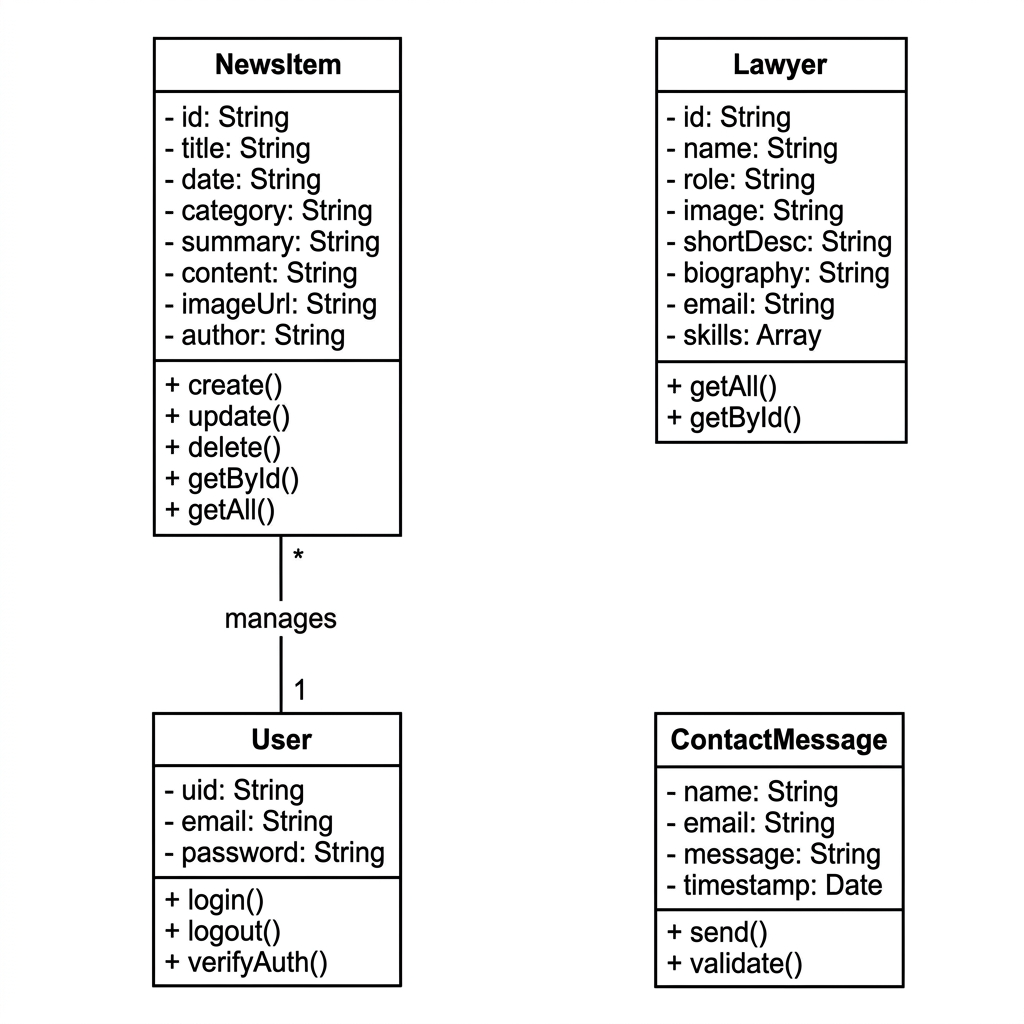 NewsItem
- id: String
- title: String
- date: String
- category: String
- summary: String
- content: String
- imageUrl: String
- author: String
+ create()
+ update()
+ delete()
+ getById()
+ getAll()
*
manages
1
User
- uid: String
- email: String
- password: String
+ login()
+ logout()
+ verifyAuth()
Lawyer
- id: String
- name: String
- role: String
- image: String
- shortDesc: String
- biography: String
- email: String
- skills: Array
+ getAll()
+ getById()
ContactMessage
- name: String
- email: String
- message: String
- timestamp: Date
+ send()
+ validate()